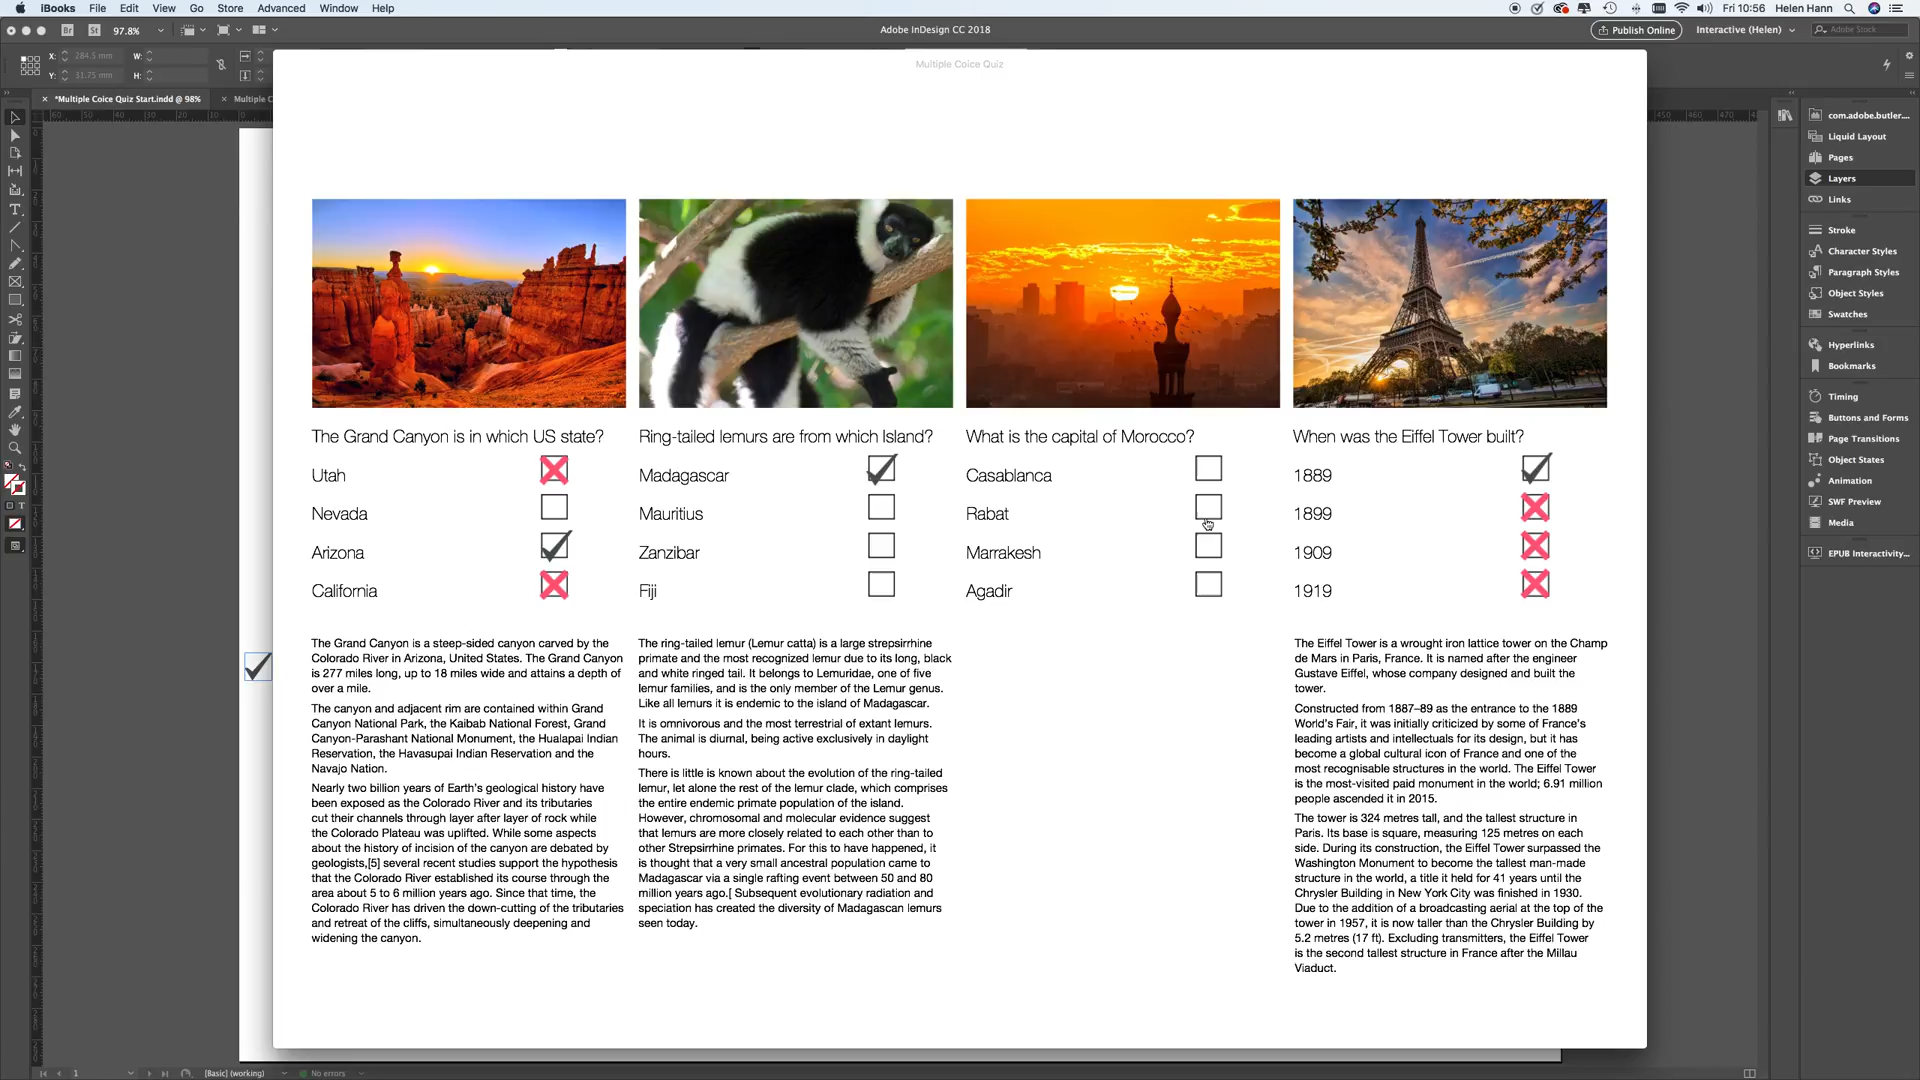 iBooks File Edit View Go Store Advanced Window Help
Fri 10:56 Helen Hann
Br St 97.8%
Adobe InDesign CC 2018
Publish Online
Interactive (Helen)
Adobe Stock
X: 284.5 mm W:
Y: 31.75 mm H:
Multiple Coice Quiz
*Multiple Coice Quiz Start.indd @ 98%
Multiple C
The Grand Canyon is in which US state?
Utah
Nevada
Arizona
California
The Grand Canyon is a steep-sided canyon carved by the
Colorado River in Arizona, United States. The Grand Canyon
is 277 miles long, up to 18 miles wide and attains a depth of
over a mile.
The canyon and adjacent rim are contained within Grand
Canyon National Park, the Kaibab National Forest, Grand
Canyon-Parashant National Monument, the Hualapai Indian
Reservation, the Havasupai Indian Reservation and the
Navajo Nation.
Nearly two billion years of Earth's geological history have
been exposed as the Colorado River and its tributaries
cut their channels through layer after layer of rock while
the Colorado Plateau was uplifted. While some aspects
about the history of incision of the canyon are debated by
geologists,[5] several recent studies support the hypothesis
that the Colorado River established its course through the
area about 5 to 6 million years ago. Since that time, the
Colorado River has driven the down-cutting of the tributaries
and retreat of the cliffs, simultaneously deepening and
widening the canyon.
Ring-tailed lemurs are from which Island?
Madagascar
Mauritius
Zanzibar
Fiji
The ring-tailed lemur (Lemur catta) is a large strepsirrhine
primate and the most recognized lemur due to its long, black
and white ringed tail. It belongs to Lemuridae, one of five
lemur families, and is the only member of the Lemur genus.
Like all lemurs it is endemic to the island of Madagascar.
It is omnivorous and the most terrestrial of extant lemurs.
The animal is diurnal, being active exclusively in daylight
hours.
There is little is known about the evolution of the ring-tailed
lemur, let alone the rest of the lemur clade, which comprises
the entire endemic primate population of the island.
However, chromosomal and molecular evidence suggest
that lemurs are more closely related to each other than to
other Strepsirrhine primates. For this to have happened, it
is thought that a very small ancestral population came to
Madagascar via a single rafting event between 50 and 80
million years ago.[ Subsequent evolutionary radiation and
speciation has created the diversity of Madagascan lemurs
seen today.
What is the capital of Morocco?
Casablanca
Rabat
Marrakesh
Agadir
When was the Eiffel Tower built?
1889
1899
1909
1919
The Eiffel Tower is a wrought iron lattice tower on the Champ
de Mars in Paris, France. It is named after the engineer
Gustave Eiffel, whose company designed and built the
tower.
Constructed from 1887–89 as the entrance to the 1889
World's Fair, it was initially criticized by some of France's
leading artists and intellectuals for its design, but it has
become a global cultural icon of France and one of the
most recognisable structures in the world. The Eiffel Tower
is the most-visited paid monument in the world; 6.91 million
people ascended it in 2015.
The tower is 324 metres tall, and the tallest structure in
Paris. Its base is square, measuring 125 metres on each
side. During its construction, the Eiffel Tower surpassed the
Washington Monument to become the tallest man-made
structure in the world, a title it held for 41 years until the
Chrysler Building in New York City was finished in 1930.
Due to the addition of a broadcasting aerial at the top of the
tower in 1957, it is now taller than the Chrysler Building by
5.2 metres (17 ft). Excluding transmitters, the Eiffel Tower
is the second tallest structure in France after the Millau
Viaduct.
com.adobe.butler....
Liquid Layout
Pages
Layers
Links
Stroke
Character Styles
Paragraph Styles
Object Styles
Swatches
Hyperlinks
Bookmarks
Timing
Buttons and Forms
Page Transitions
Object States
Animation
SWF Preview
Media
EPUB Interactivity...
1
[Basic] (working)
No errors